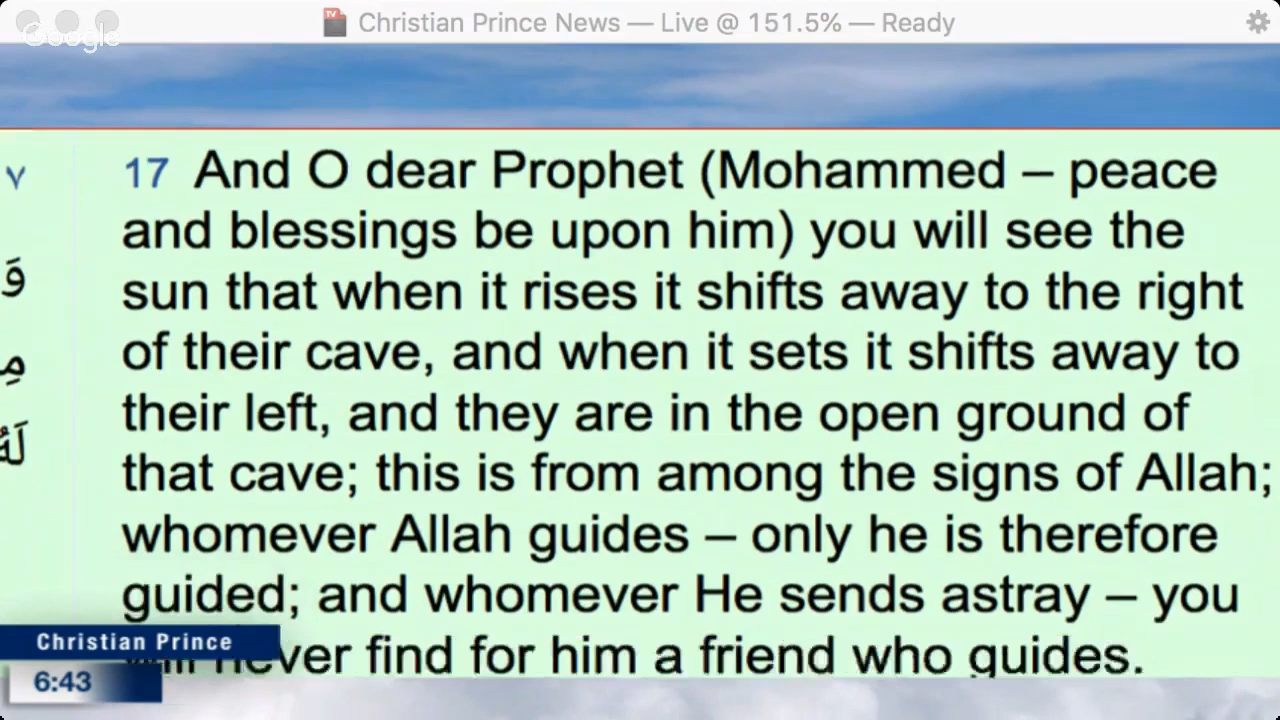 Google
TV
Christian Prince News — Live @ 151.5% — Ready
17 And O dear Prophet (Mohammed – peace
and blessings be upon him) you will see the
sun that when it rises it shifts away to the right
of their cave, and when it sets it shifts away to
their left, and they are in the open ground of
that cave; this is from among the signs of Allah;
whomever Allah guides – only he is therefore
guided; and whomever He sends astray – you
will never find for him a friend who guides.
Christian Prince
6:43